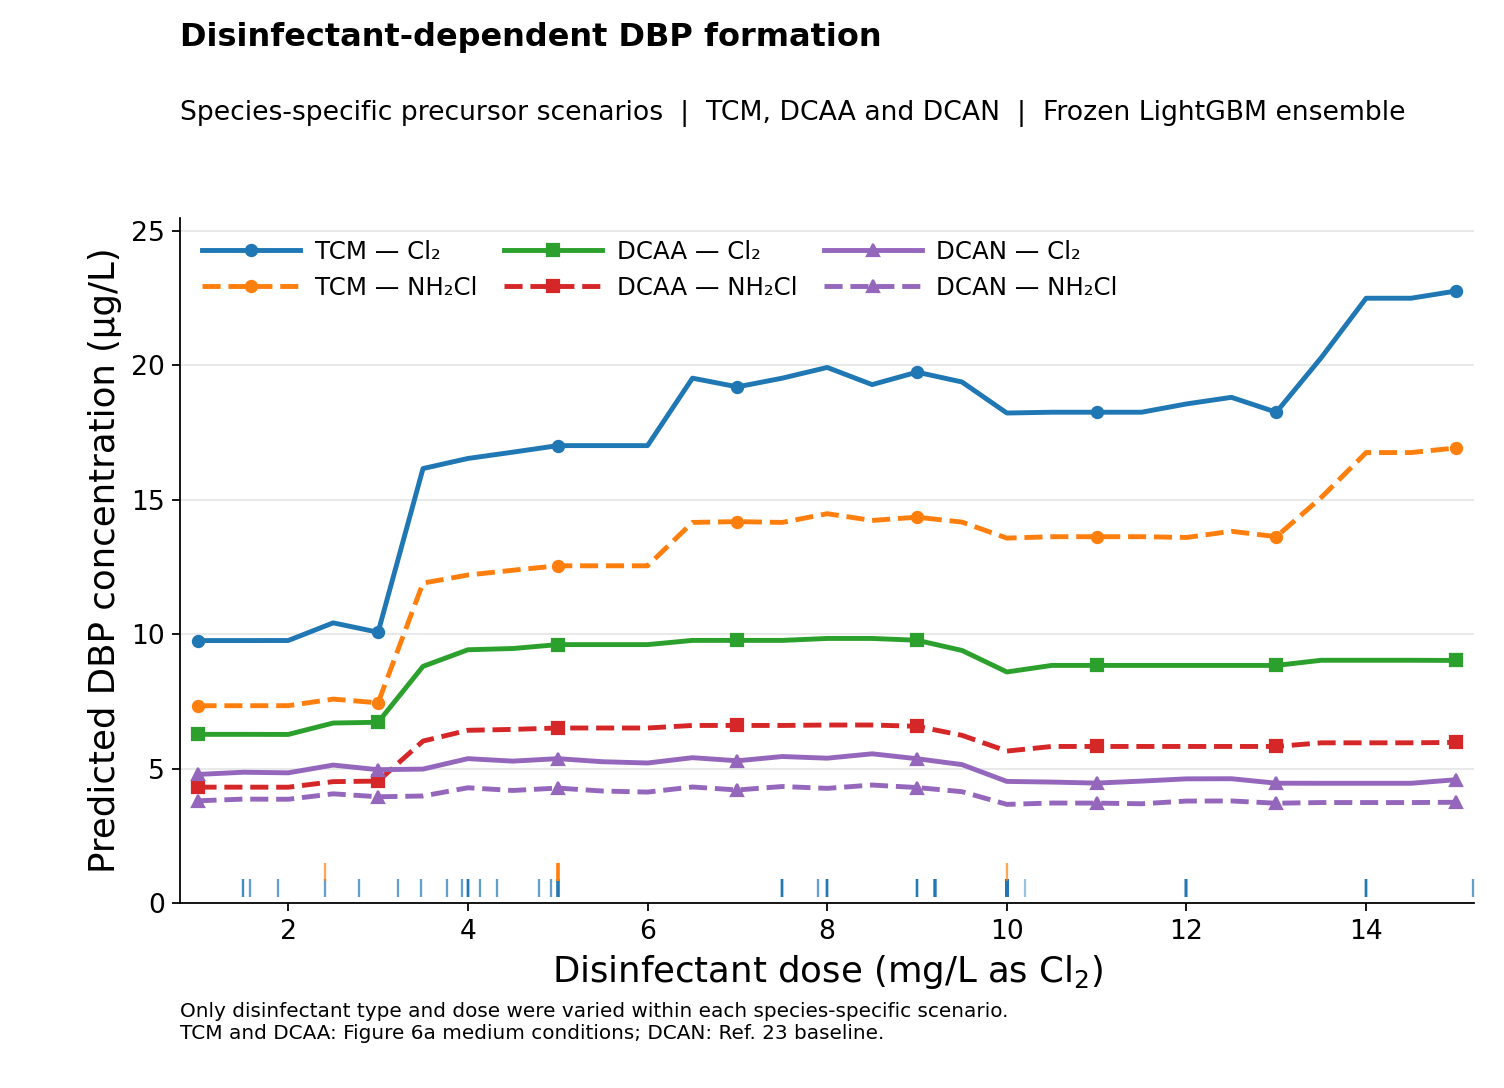 Disinfectant-dependent DBP formation
Species-specific precursor scenarios | TCM, DCAA and DCAN | Frozen LightGBM ensemble
Predicted DBP concentration (µg/L)
25
20
15
10
5
0
TCM — Cl₂
TCM — NH₂Cl
DCAA — Cl₂
DCAA — NH₂Cl
DCAN — Cl₂
DCAN — NH₂Cl
2 4 6 8 10 12 14
Disinfectant dose (mg/L as Cl₂)
Only disinfectant type and dose were varied within each species-specific scenario.
TCM and DCAA: Figure 6a medium conditions; DCAN: Ref. 23 baseline.